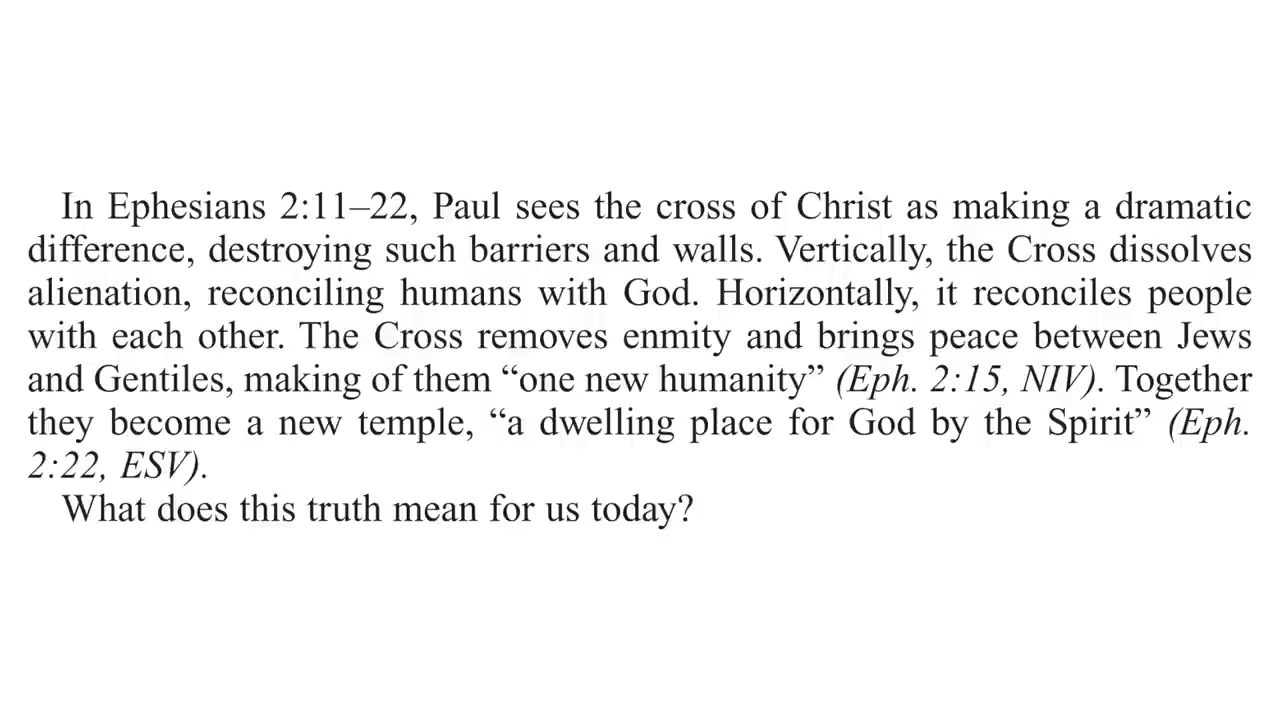 In Ephesians 2:11–22, Paul sees the cross of Christ as making a dramatic
difference, destroying such barriers and walls. Vertically, the Cross dissolves
alienation, reconciling humans with God. Horizontally, it reconciles people
with each other. The Cross removes enmity and brings peace between Jews
and Gentiles, making of them “one new humanity” (Eph. 2:15, NIV). Together
they become a new temple, “a dwelling place for God by the Spirit” (Eph.
2:22, ESV).
What does this truth mean for us today?